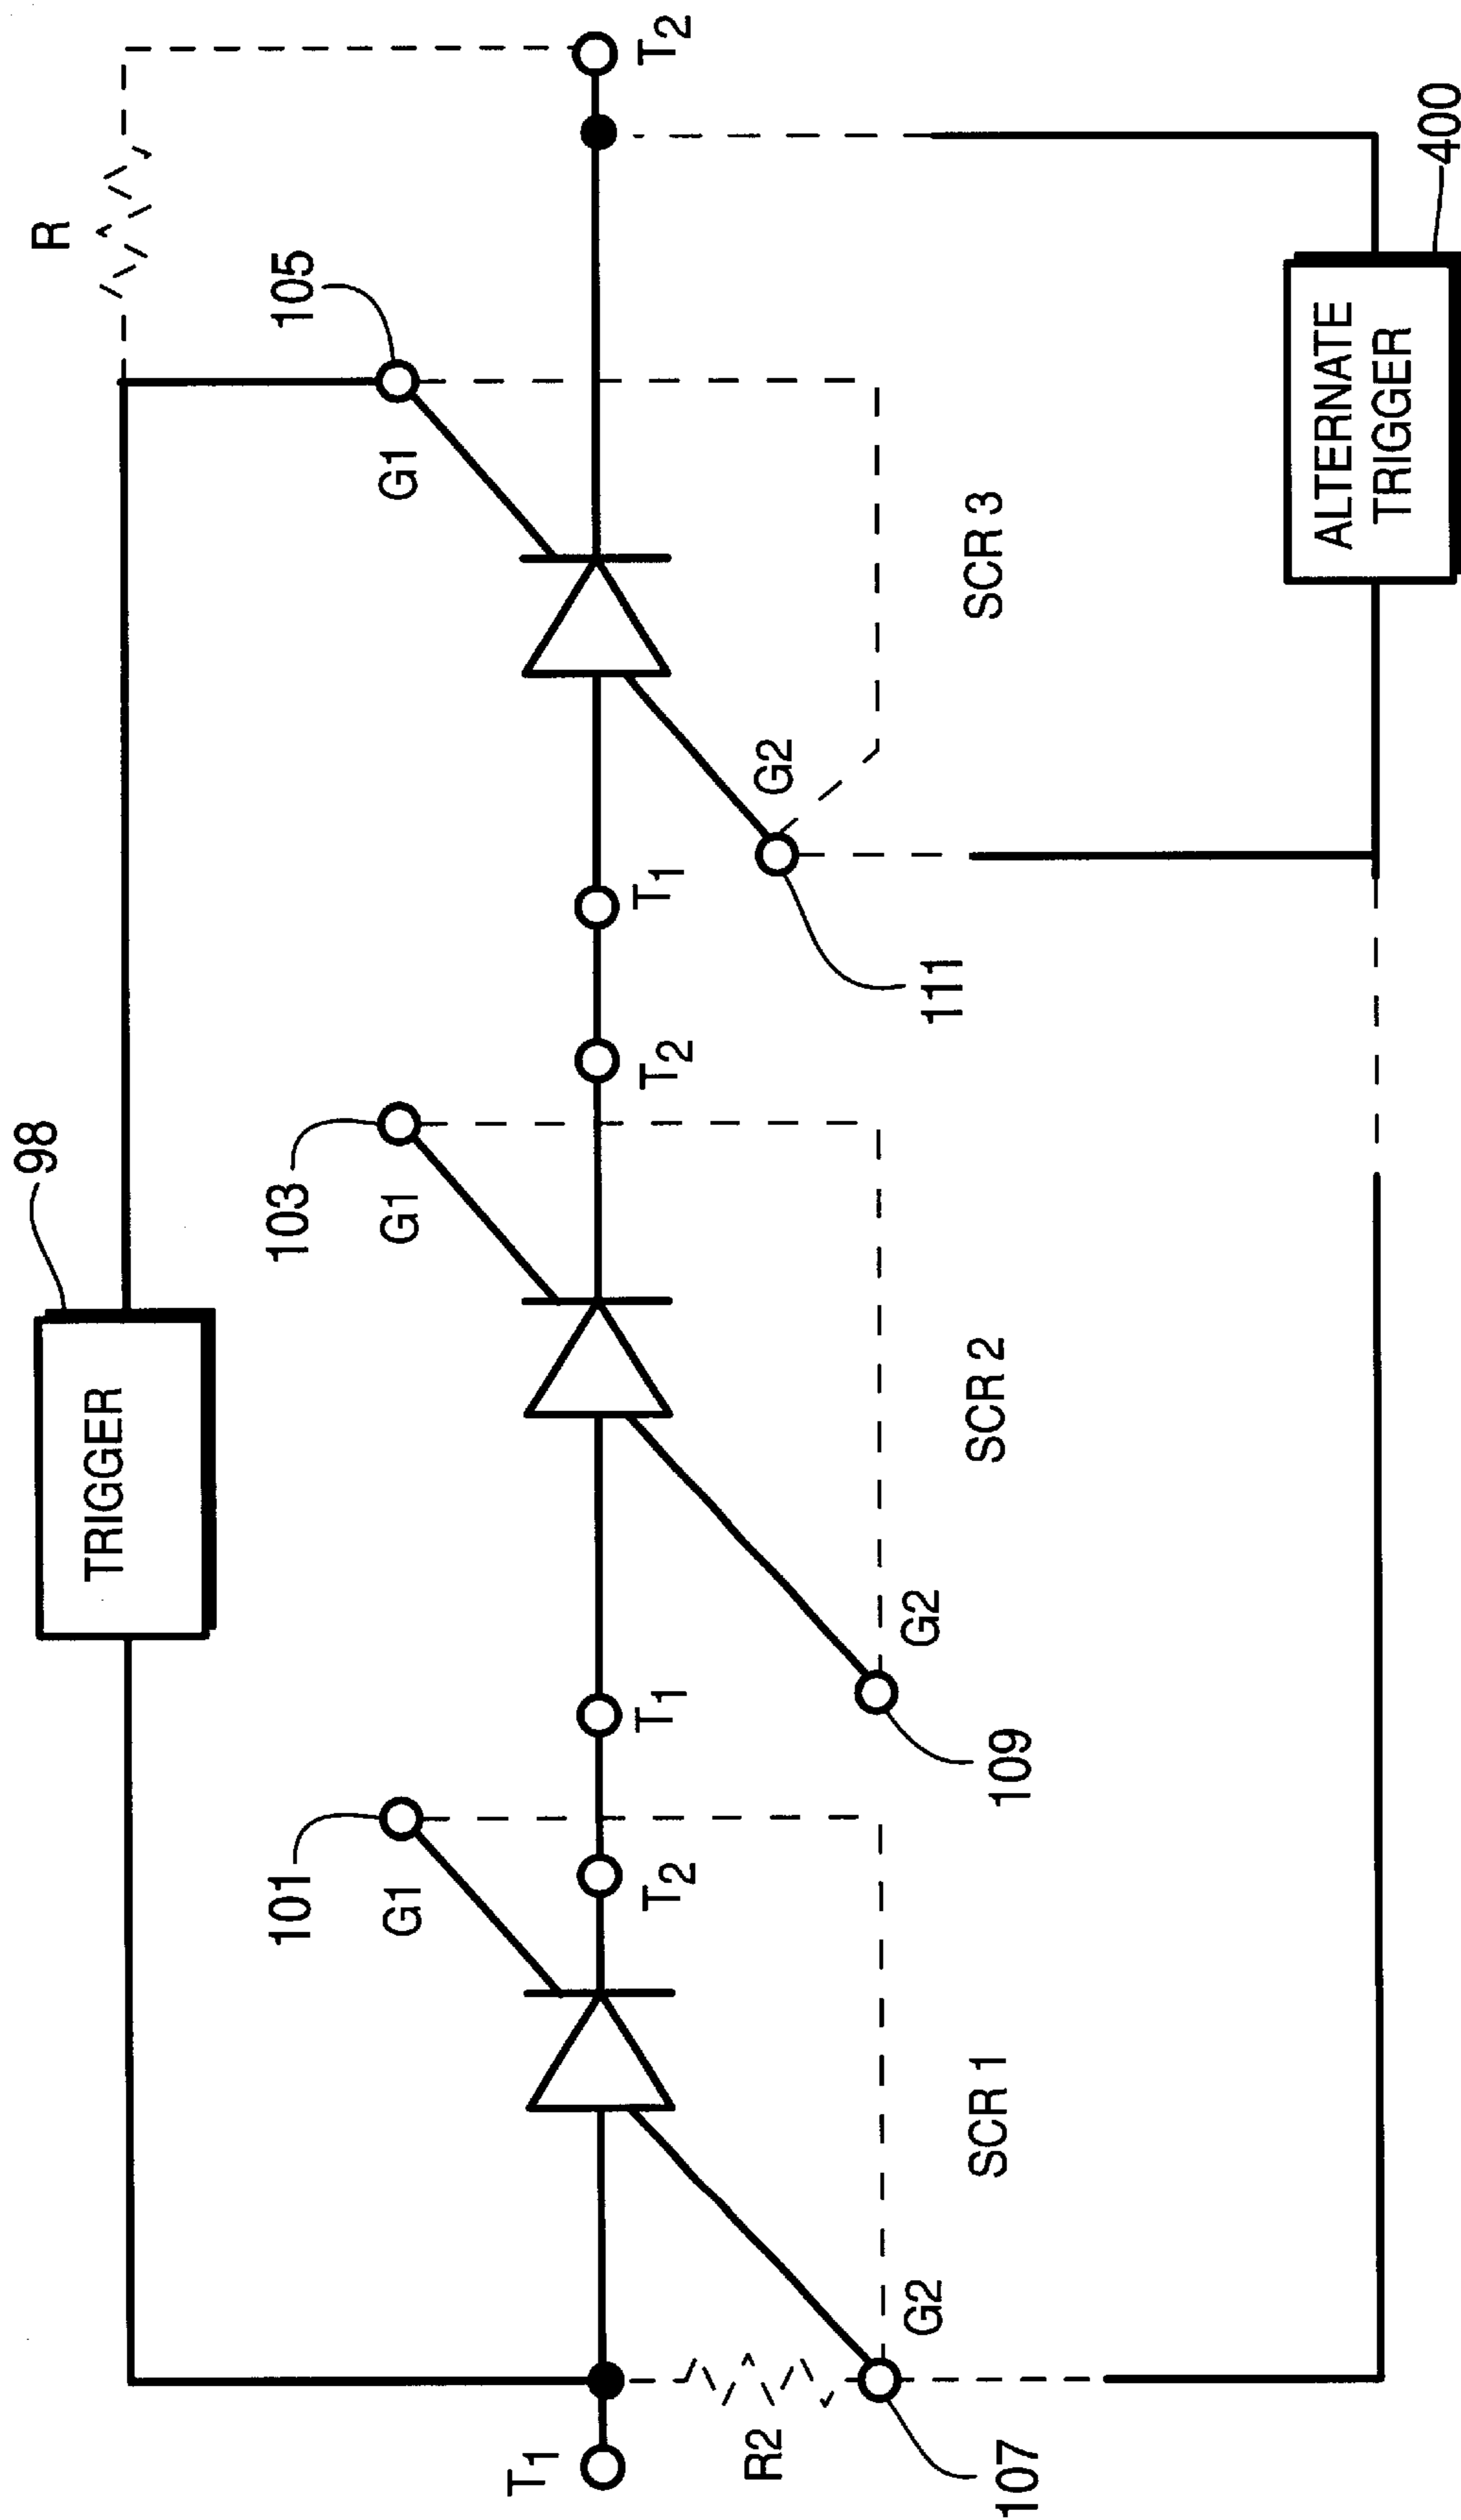 98
TRIGGER
R
101
G1
103
G1
105
G1
T1
T2
T1
T2
T1
T2
R2
G2
107
SCR 1
G2
109
SCR 2
G2
111
SCR 3
ALTERNATE
TRIGGER
400